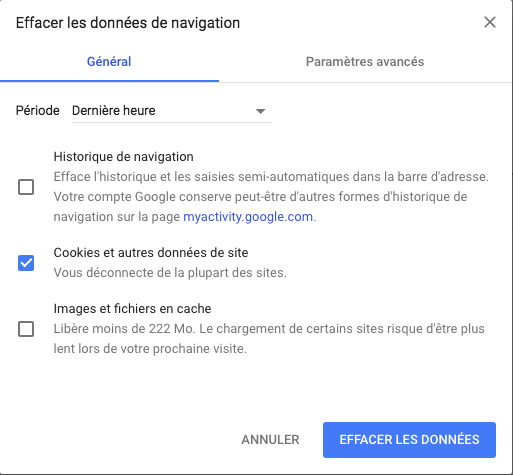 Effacer les données de navigation
Général
Paramètres avancés
Période Dernière heure
Historique de navigation
Efface l'historique et les saisies semi-automatiques dans la barre d'adresse.
Votre compte Google conserve peut-être d'autres formes d'historique de
navigation sur la page myactivity.google.com.
Cookies et autres données de site
Vous déconnecte de la plupart des sites.
Images et fichiers en cache
Libère moins de 222 Mo. Le chargement de certains sites risque d'être plus
lent lors de votre prochaine visite.
ANNULER
EFFACER LES DONNÉES